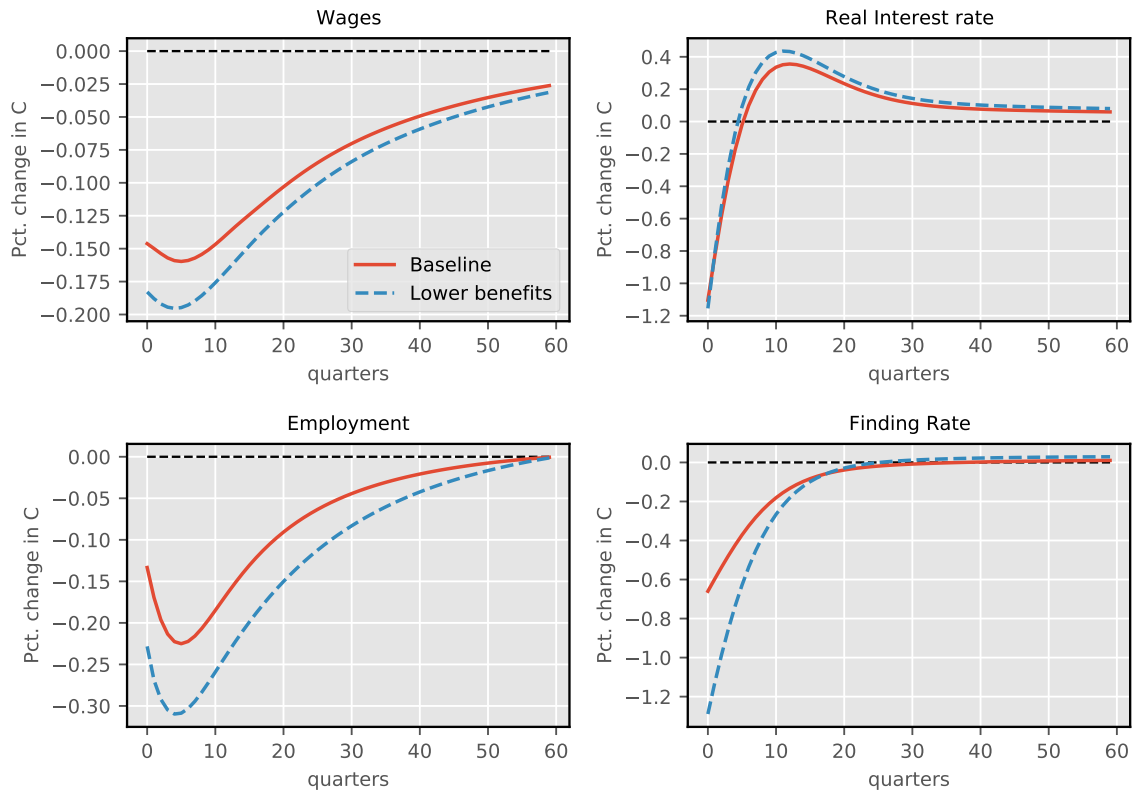 Wages
Pct. change in C
0.000
−0.025
−0.050
−0.075
−0.100
−0.125
−0.150
−0.175
−0.200
Baseline
Lower benefits
0 10 20 30 40 50 60
quarters
Real Interest rate
0.4
0.2
0.0
−0.2
−0.4
−0.6
−0.8
−1.0
−1.2
Pct. change in C
0 10 20 30 40 50 60
quarters
Employment
Pct. change in C
0.00
−0.05
−0.10
−0.15
−0.20
−0.25
−0.30
0 10 20 30 40 50 60
quarters
Finding Rate
Pct. change in C
0.0
−0.2
−0.4
−0.6
−0.8
−1.0
−1.2
0 10 20 30 40 50 60
quarters